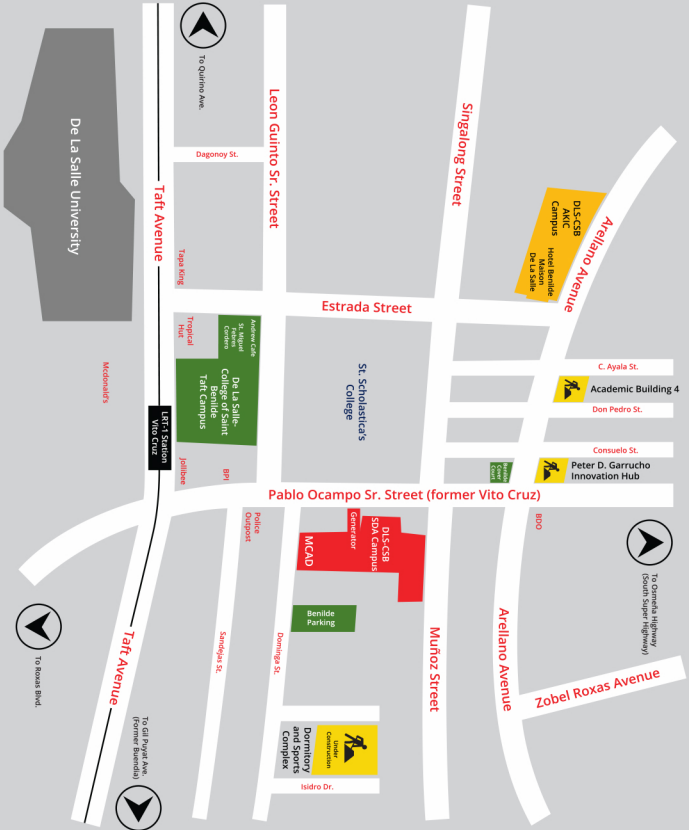 To Quirino Ave.
De La Salle University
Leon Guinto Sr. Street
Singalong Street
Dagonoy St.
Taft Avenue
Tapa King
DLS-CSB
AKIC
Campus
Hotel Benilde
Maison
De La Salle
Arellano Avenue
Estrada Street
Tropical
Hut
Andrew Cafe
St. Miguel
Febres
Cordero
De La Salle-
College of Saint
Benilde
Taft Campus
St. Scholastica's
College
C. Ayala St.
Academic Building 4
Don Pedro St.
Mcdonald's
LRT-1 Station
Vito Cruz
Jollibee
BPI
Consuelo St.
Benilde
Cover
Court
Peter D. Garrucho
Innovation Hub
Pablo Ocampo Sr. Street (former Vito Cruz)
Police
Outpost
Generator
DLS-CSB
SDA Campus
MCAD
BDO
To Osmeña Highway
(South Super Highway)
Benilde
Parking
To Roxas Blvd.
Taft Avenue
Sandejas St.
Dominga St.
Muñoz Street
Arellano Avenue
Zobel Roxas Avenue
To Gil Puyat Ave.
(Former Buendia)
Dormitory
and Sports
Complex
Under
Construction
Isidro Dr.